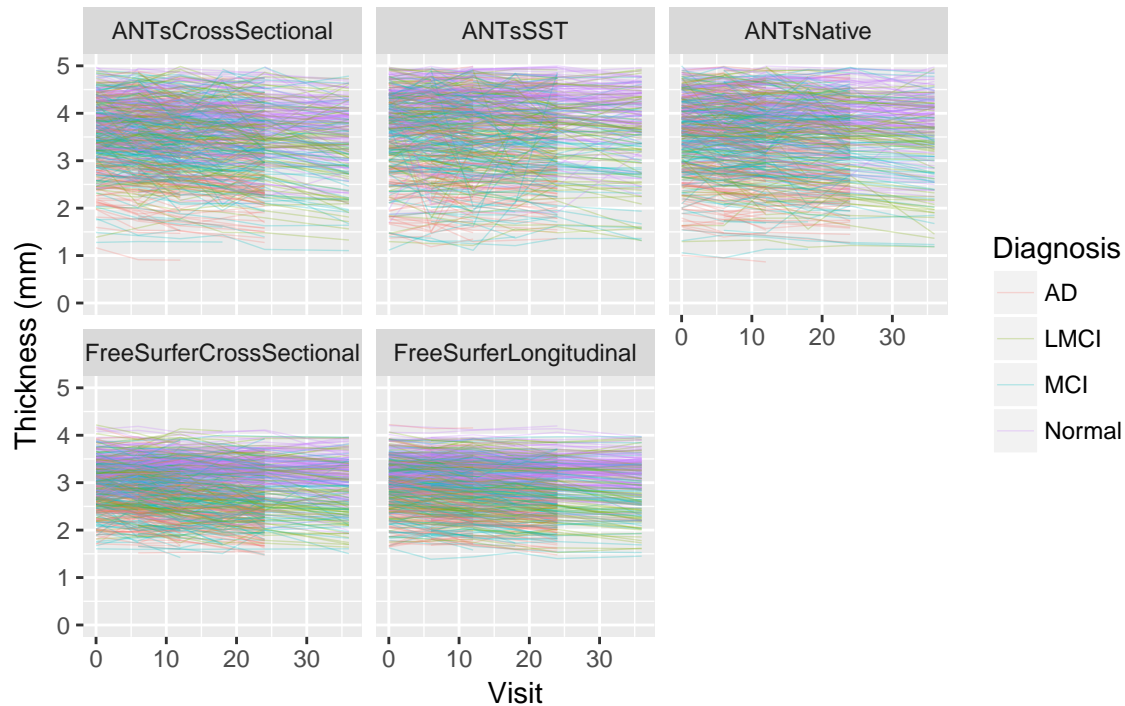 ANTsCrossSectional
ANTsSST
ANTsNative
5
4
3
2
1
0
0 10 20 30
FreeSurferCrossSectional
FreeSurferLongitudinal
5
4
3
2
1
0
0 10 20 30
0 10 20 30
Thickness (mm)
Visit
Diagnosis
AD
LMCI
MCI
Normal